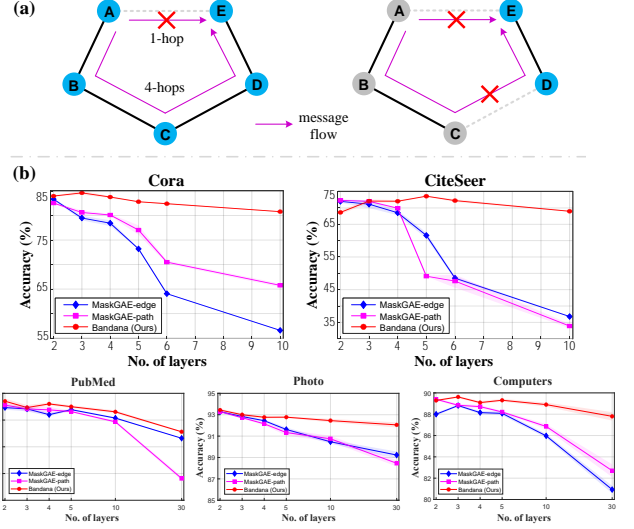 (a)
A E A E
1-hop
B D B D
4-hops
C C
message
flow
(b)
Cora
85
75
65
55
Accuracy (%)
MaskGAE-edge
MaskGAE-path
Bandana (Ours)
2 3 4 5 6 10
No. of layers
CiteSeer
75
65
55
45
35
Accuracy (%)
MaskGAE-edge
MaskGAE-path
Bandana (Ours)
2 3 4 5 6 10
No. of layers
PubMed
MaskGAE-edge
MaskGAE-path
Bandana (Ours)
2 3 4 5 10 30
No. of layers
Photo
95
93
91
89
87
85
Accuracy (%)
MaskGAE-edge
MaskGAE-path
Bandana (Ours)
2 3 4 5 10 30
No. of layers
Computers
90
88
86
84
82
80
Accuracy (%)
MaskGAE-edge
MaskGAE-path
Bandana (Ours)
2 3 4 5 10 30
No. of layers